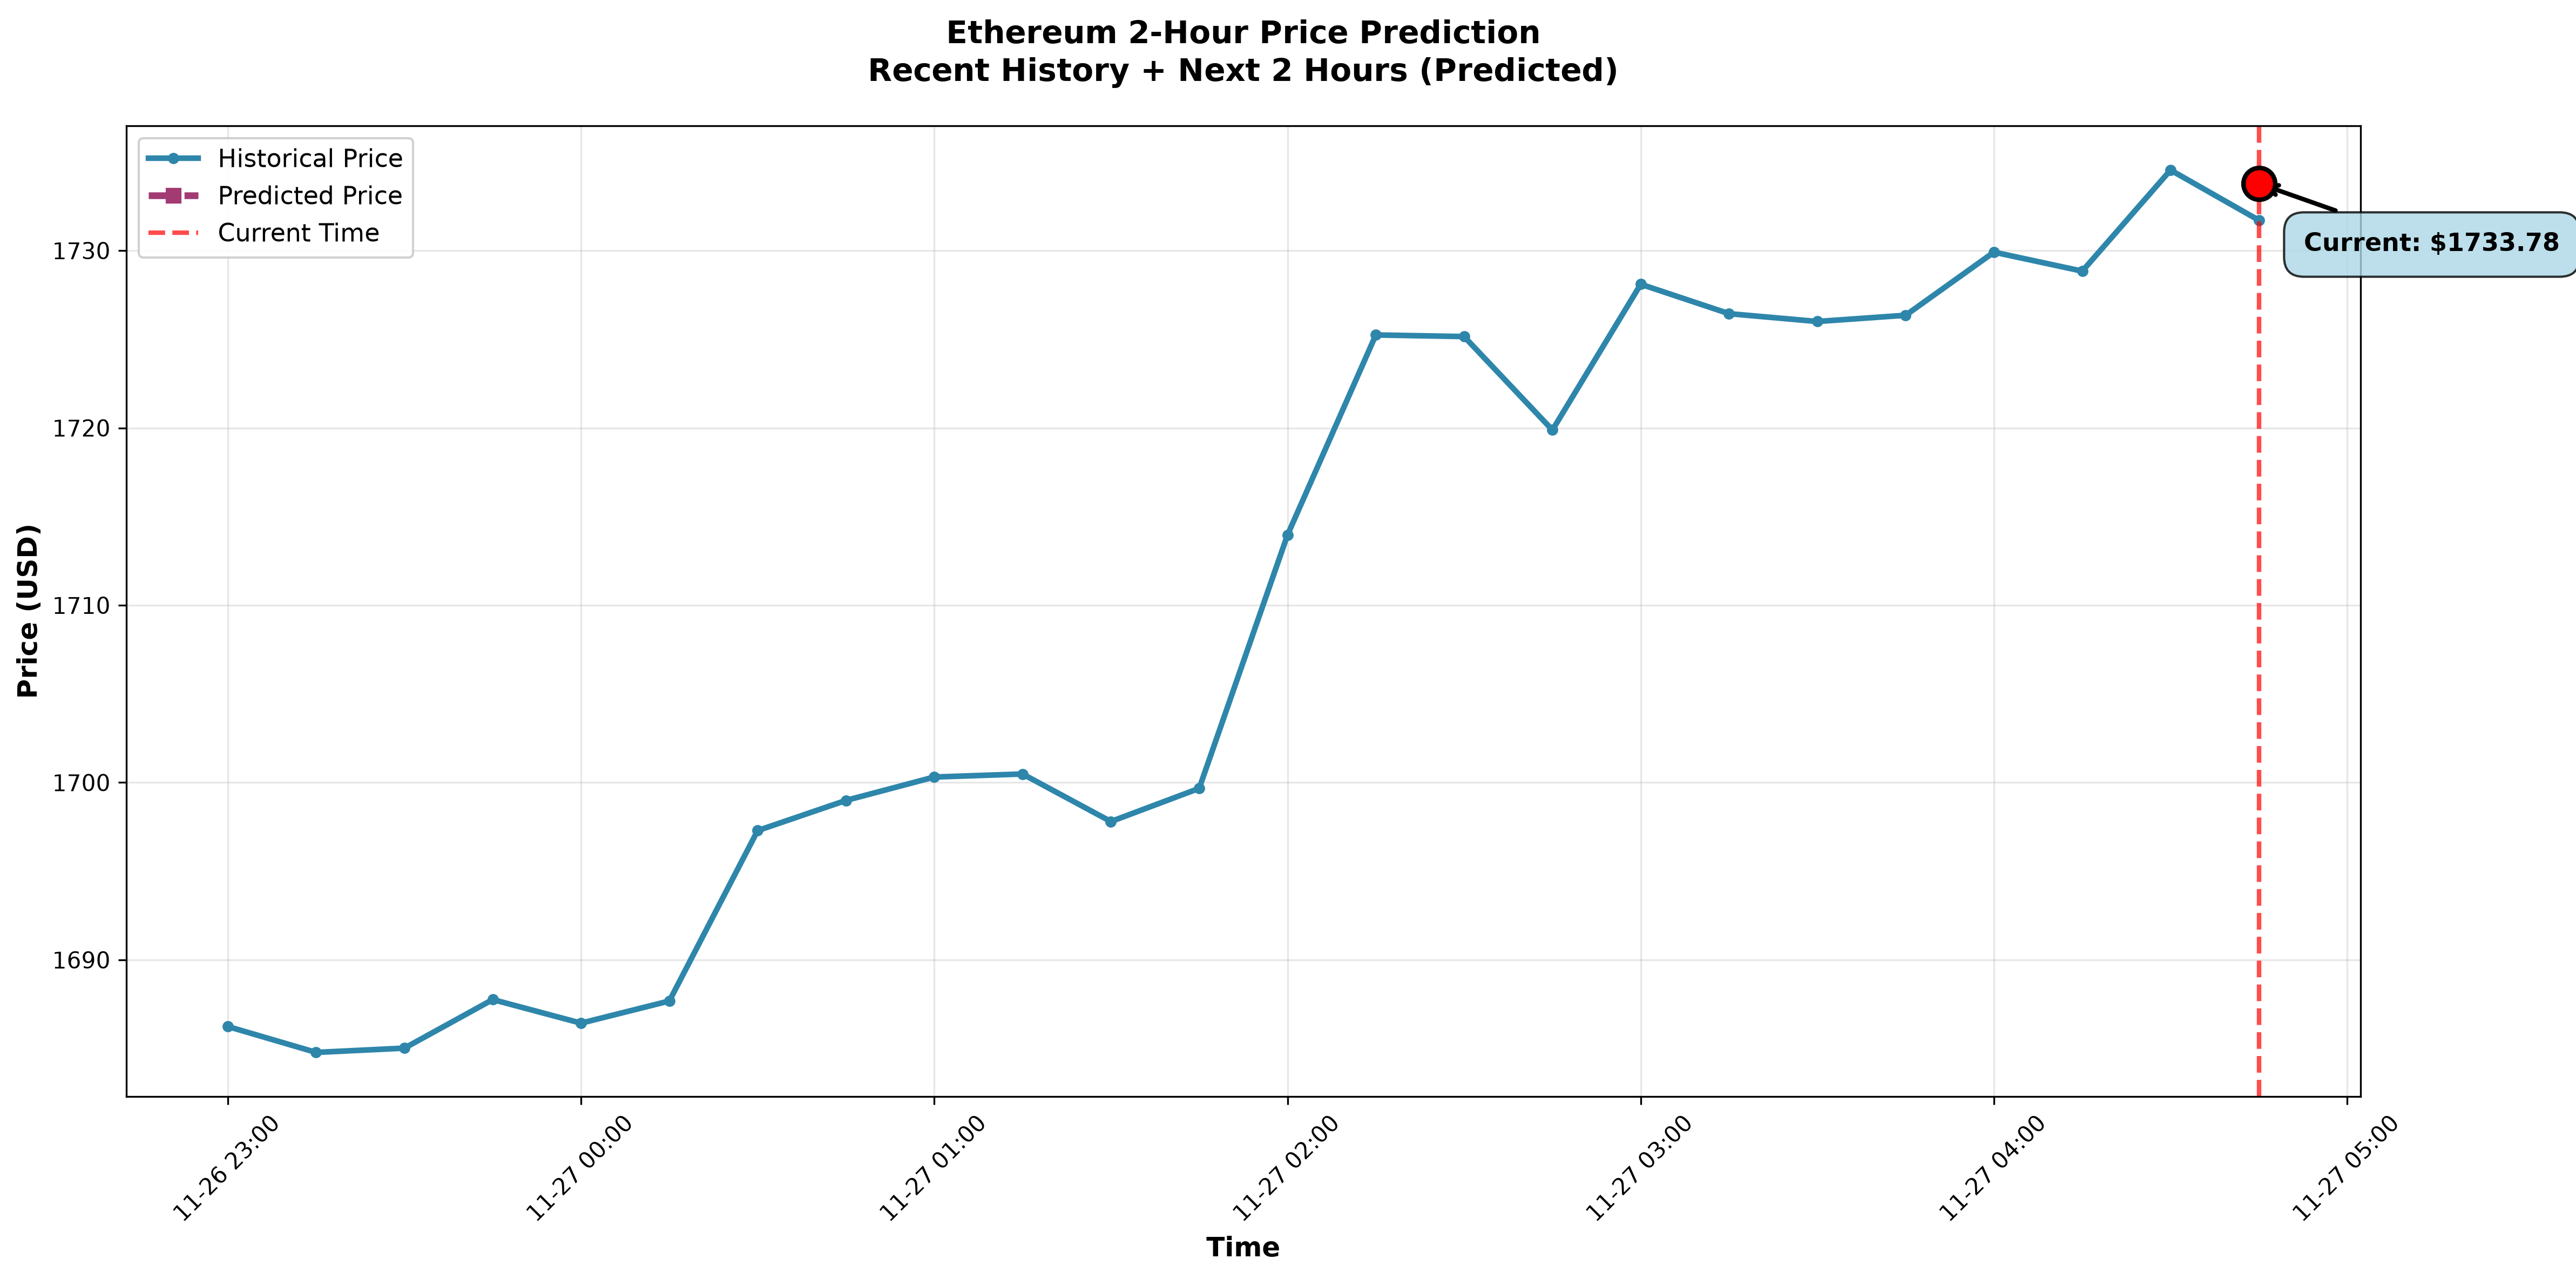 Ethereum 2-Hour Price Prediction
Recent History + Next 2 Hours (Predicted)
Historical Price
Predicted Price
Current Time
Current: $1733.78
Price (USD)
1730
1720
1710
1700
1690
11-26 23:00
11-27 00:00
11-27 01:00
11-27 02:00
11-27 03:00
11-27 04:00
11-27 05:00
Time